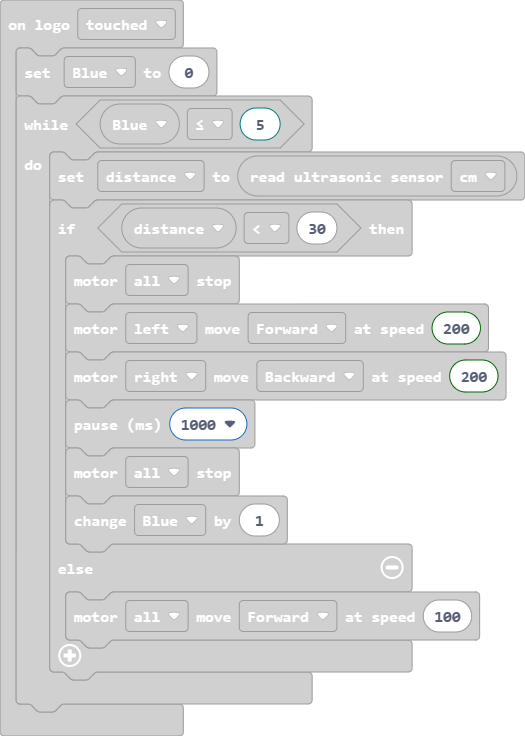 on logo touched
set Blue to 0
while Blue ≤ 5
do
set distance to read ultrasonic sensor cm
if distance < 30 then
motor all stop
motor left move Forward at speed 200
motor right move Backward at speed 200
pause (ms) 1000
motor all stop
change Blue by 1
else
motor all move Forward at speed 100